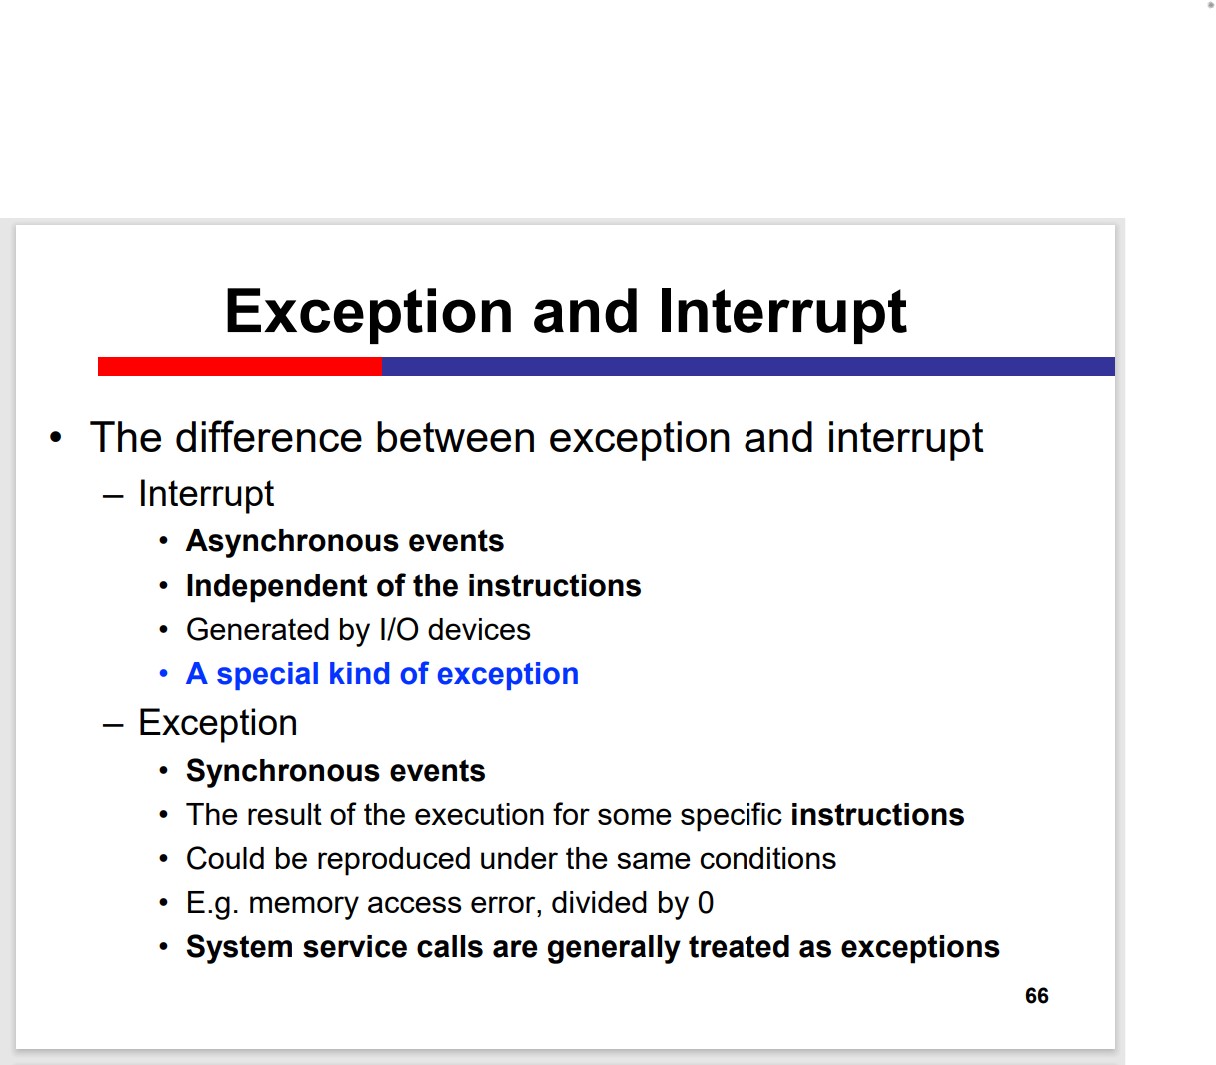 Exception and Interrupt
• The difference between exception and interrupt
– Interrupt
• Asynchronous events
• Independent of the instructions
• Generated by I/O devices
• A special kind of exception
– Exception
• Synchronous events
• The result of the execution for some specific instructions
• Could be reproduced under the same conditions
• E.g. memory access error, divided by 0
• System service calls are generally treated as exceptions
66